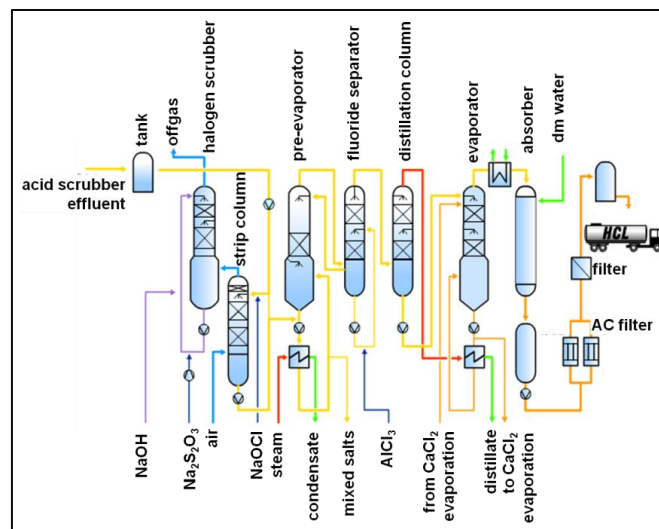 tank
offgas
halogen scrubber
strip column
pre-evaporator
fluoride separator
distillation column
evaporator
absorber
dm water
acid scrubber
effluent
HCL
filter
AC filter
NaOH
Na₂S₂O₃
air
NaOCl
steam
condensate
mixed salts
AlCl₃
from CaCl₂
evaporation
distillate
to CaCl₂
evaporation